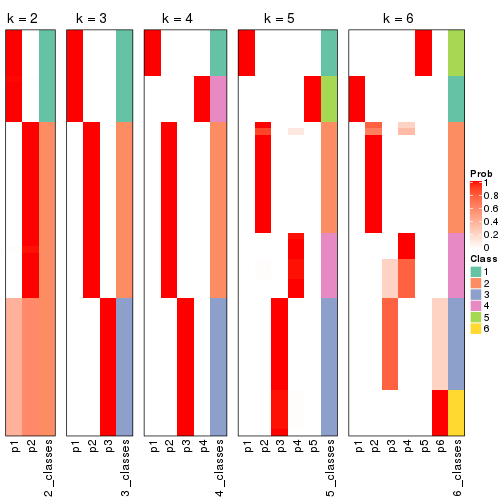 k = 2
k = 3
k = 4
k = 5
k = 6
Prob
1
0.8
0.6
0.4
0.2
0
Class
1
2
3
4
5
6
p1
p2
2_classes
p1
p2
p3
3_classes
p1
p2
p3
p4
4_classes
p1
p2
p3
p4
p5
5_classes
p1
p2
p3
p4
p5
p6
6_classes